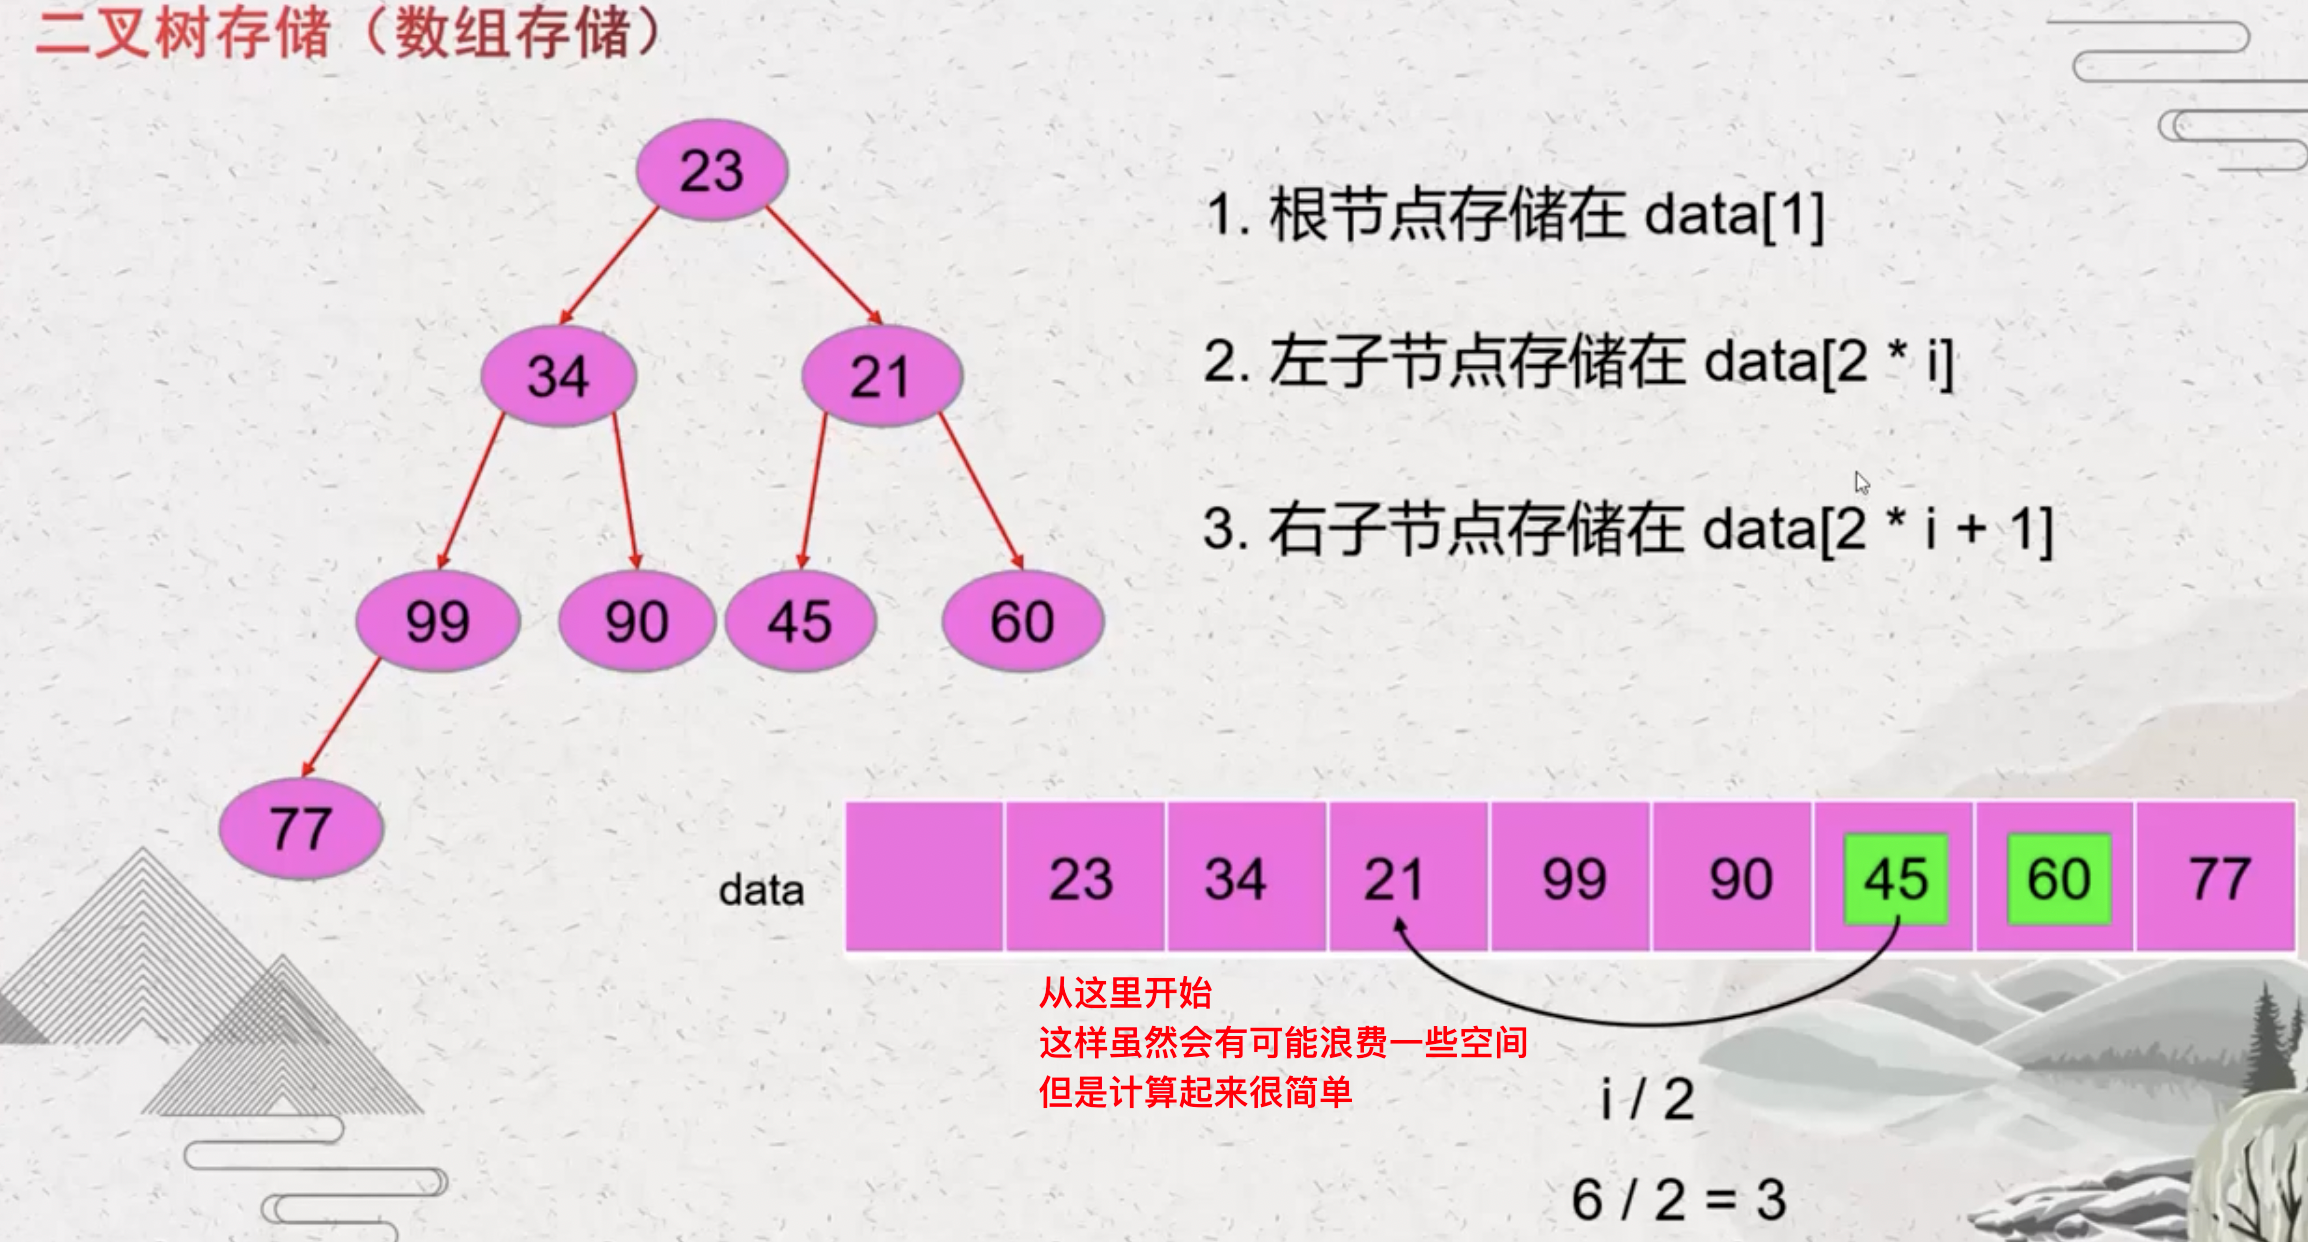 二叉树存储（数组存储）
23
34 21
99 90 45 60
77
1. 根节点存储在 data[1]
2. 左子节点存储在 data[2 * i]
3. 右子节点存储在 data[2 * i + 1]
data 23 34 21 99 90 45 60 77
从这里开始
这样虽然会有可能浪费一些空间
但是计算起来很简单
i / 2
6 / 2 = 3